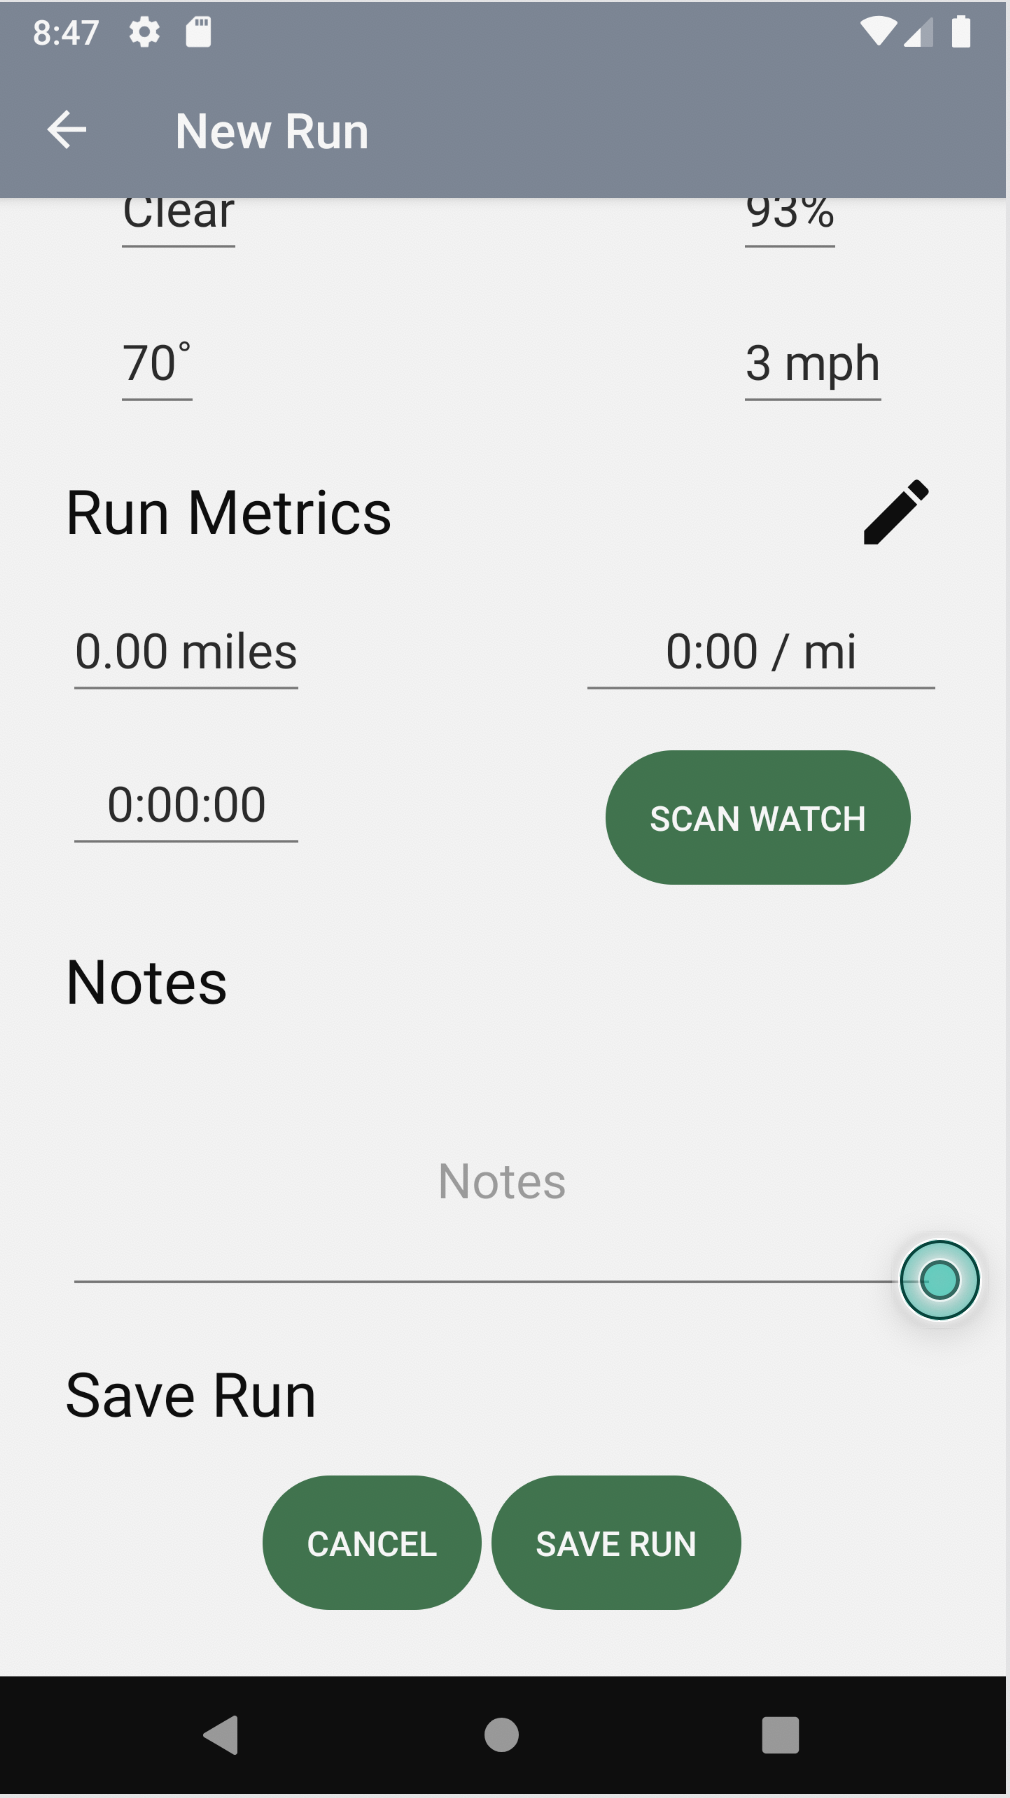 8:47
New Run
Clear 93%
70° 3 mph
Run Metrics
0.00 miles 0:00 / mi
0:00:00 SCAN WATCH
Notes
Notes
Save Run
CANCEL SAVE RUN